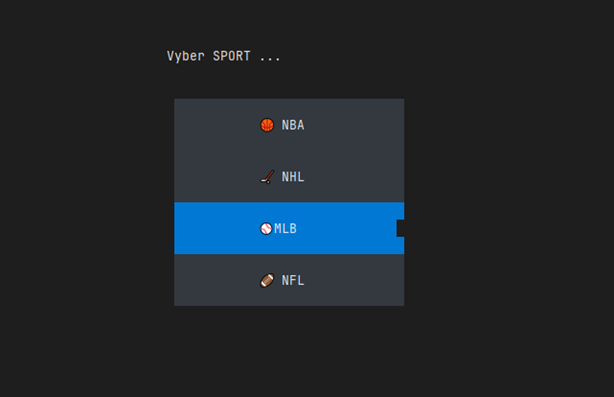 Vyber SPORT ...
🏀 NBA
🏒 NHL
⚾MLB
🏈 NFL